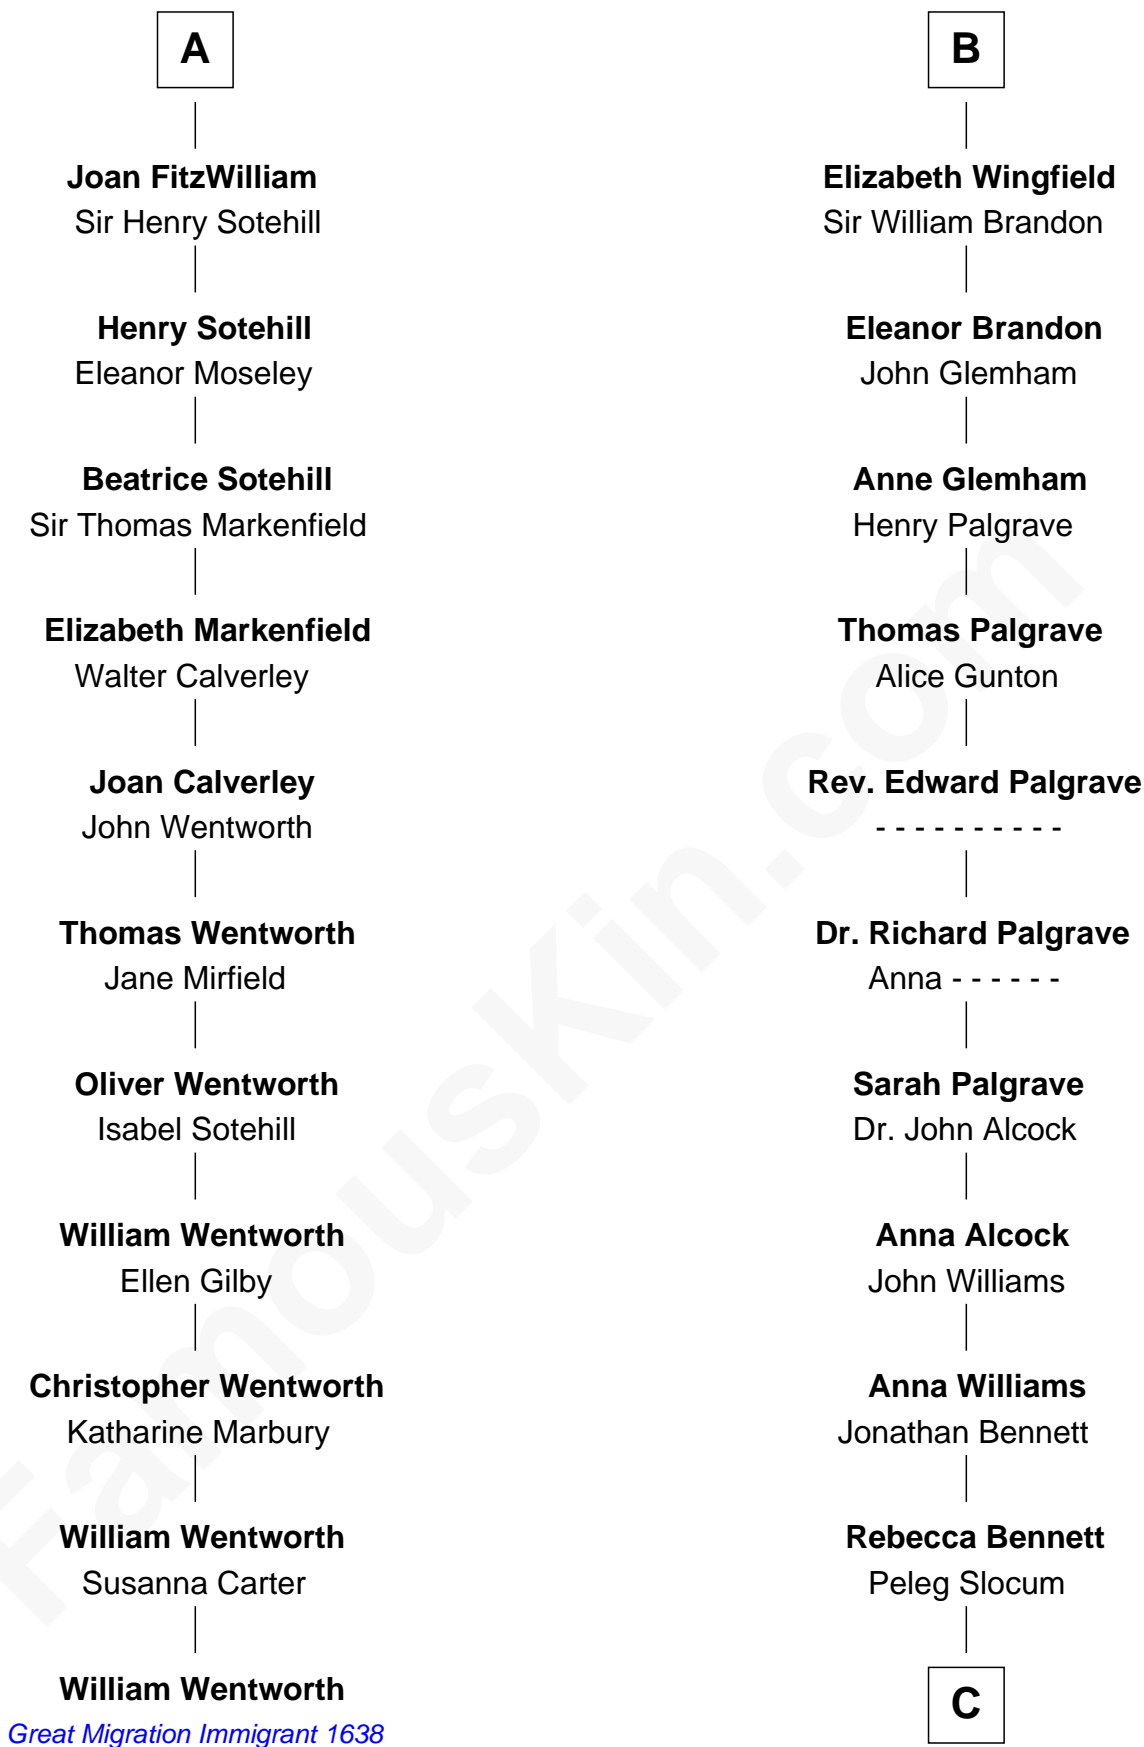 A
Joan FitzWilliam
Sir Henry Sotehill
Henry Sotehill
Eleanor Moseley
Beatrice Sotehill
Sir Thomas Markenfield
Elizabeth Markenfield
Walter Calverley
Joan Calverley
John Wentworth
Thomas Wentworth
Jane Mirfield
Oliver Wentworth
Isabel Sotehill
William Wentworth
Ellen Gilby
Christopher Wentworth
Katharine Marbury
William Wentworth
Susanna Carter
William Wentworth
Great Migration Immigrant 1638
B
Elizabeth Wingfield
Sir William Brandon
Eleanor Brandon
John Glemham
Anne Glemham
Henry Palgrave
Thomas Palgrave
Alice Gunton
Rev. Edward Palgrave
- - - - - - - - - -
Dr. Richard Palgrave
Anna - - - - - -
Sarah Palgrave
Dr. John Alcock
Anna Alcock
John Williams
Anna Williams
Jonathan Bennett
Rebecca Bennett
Peleg Slocum
C
FamousKin.com